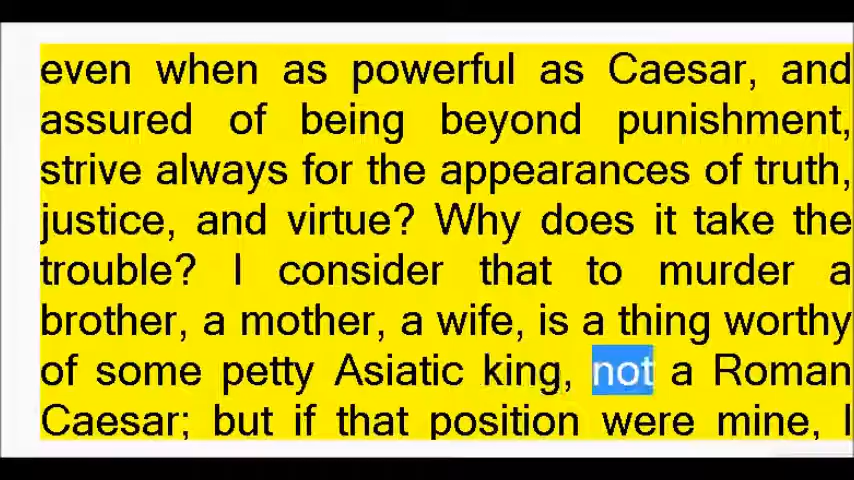 even when as powerful as Caesar, and
assured of being beyond punishment,
strive always for the appearances of truth,
justice, and virtue? Why does it take the
trouble? I consider that to murder a
brother, a mother, a wife, is a thing worthy
of some petty Asiatic king, not a Roman
Caesar; but if that position were mine, I